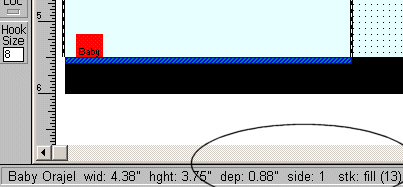 Loc
5
Hook
Size
8
Baby
6
Baby Orajel wid: 4.38" hght: 3.75" dep: 0.88" side: 1 stk: fill (13)